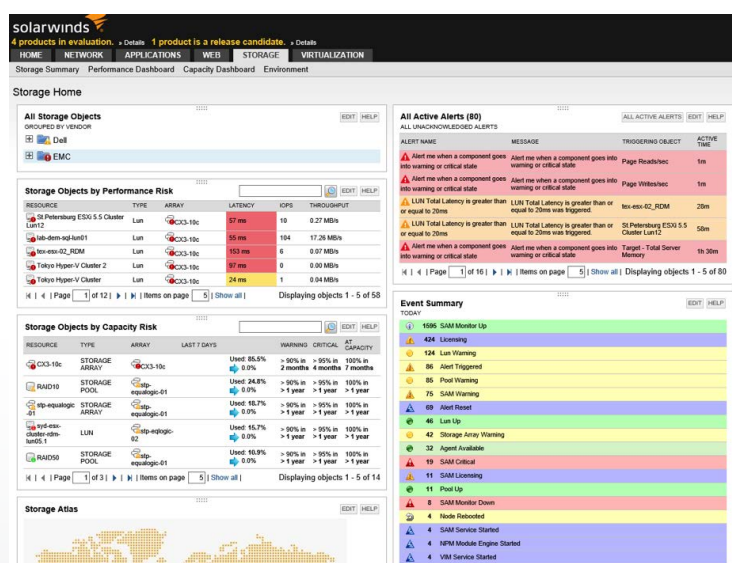 solarwinds
4 products in evaluation. » Details 1 product is a release candidate. » Details
HOME NETWORK APPLICATIONS WEB STORAGE VIRTUALIZATION
Storage Summary Performance Dashboard Capacity Dashboard Environment
Storage Home
All Storage Objects EDIT HELP
GROUPED BY VENDOR
Dell
EMC
Storage Objects by Performance Risk EDIT HELP
RESOURCE TYPE ARRAY LATENCY IOPS THROUGHPUT
St.Petersburg ESXi 5.5 Cluster Lun CX3-10c 57 ms 10 0.27 MB/s
Lun12
lab-dem-sql-lun01 Lun CX3-10c 55 ms 104 17.26 MB/s
tex-esx-02_RDM Lun CX3-10c 153 ms 6 0.07 MB/s
Tokyo Hyper-V Cluster 2 Lun CX3-10c 97 ms 0 0.00 MB/s
Tokyo Hyper-V Cluster Lun CX3-10c 24 ms 1 0.04 MB/s
Page 1 of 12 | Items on page 5 | Show all | Displaying objects 1 - 5 of 58
Storage Objects by Capacity Risk EDIT HELP
RESOURCE TYPE ARRAY LAST 7 DAYS WARNING CRITICAL AT
CAPACITY
CX3-10c STORAGE CX3-10c Used: 85.5% > 90% in > 95% in 100% in
ARRAY 0.0% 2 months 4 months 7 months
RAID10 STORAGE stp- Used: 24.8% > 90% in > 95% in 100% in
POOL equalogic-01 0.0% > 1 year > 1 year > 1 year
stp-equalogic STORAGE stp- Used: 18.7% > 90% in > 95% in 100% in
-01 ARRAY equalogic-01 0.0% > 1 year > 1 year > 1 year
syd-esx- LUN stp-eqlogic- Used: 15.7% > 90% in > 95% in 100% in
cluster-rdm- 02 0.0% > 1 year > 1 year > 1 year
lun05.1
RAID50 STORAGE stp- Used: 10.9% > 90% in > 95% in 100% in
POOL equalogic-01 0.0% > 1 year > 1 year > 1 year
Page 1 of 3 | Items on page 5 | Show all | Displaying objects 1 - 5 of 14
Storage Atlas EDIT HELP
All Active Alerts (80) ALL ACTIVE ALERTS EDIT HELP
ALL UNACKNOWLEDGED ALERTS
ALERT NAME MESSAGE TRIGGERING OBJECT ACTIVE
TIME
Alert me when a component goes Alert me when a component goes into Page Reads/sec 1m
into warning or critical state warning or critical state
Alert me when a component goes Alert me when a component goes into Page Writes/sec 1m
into warning or critical state warning or critical state
LUN Total Latency is greater than LUN Total Latency is greater than or tex-esx-02_RDM 28m
or equal to 20ms equal to 20ms was triggered.
LUN Total Latency is greater than LUN Total Latency is greater than or St.Petersburg ESXi 5.5 58m
or equal to 20ms equal to 20ms was triggered. Cluster Lun12
Alert me when a component goes Alert me when a component goes into Target - Total Server 1h 30m
into warning or critical state warning or critical state Memory
Page 1 of 16 | Items on page 5 | Show all | Displaying objects 1 - 5 of 80
Event Summary EDIT HELP
TODAY
1595 SAM Monitor Up
424 Licensing
124 Lun Warning
86 Alert Triggered
85 Pool Warning
75 SAM Warning
69 Alert Reset
46 Lun Up
42 Storage Array Warning
32 Agent Available
19 SAM Critical
11 SAM Licensing
11 Pool Up
8 SAM Monitor Down
4 Node Rebooted
4 SAM Service Started
4 NPM Module Engine Started
4 VIM Service Started